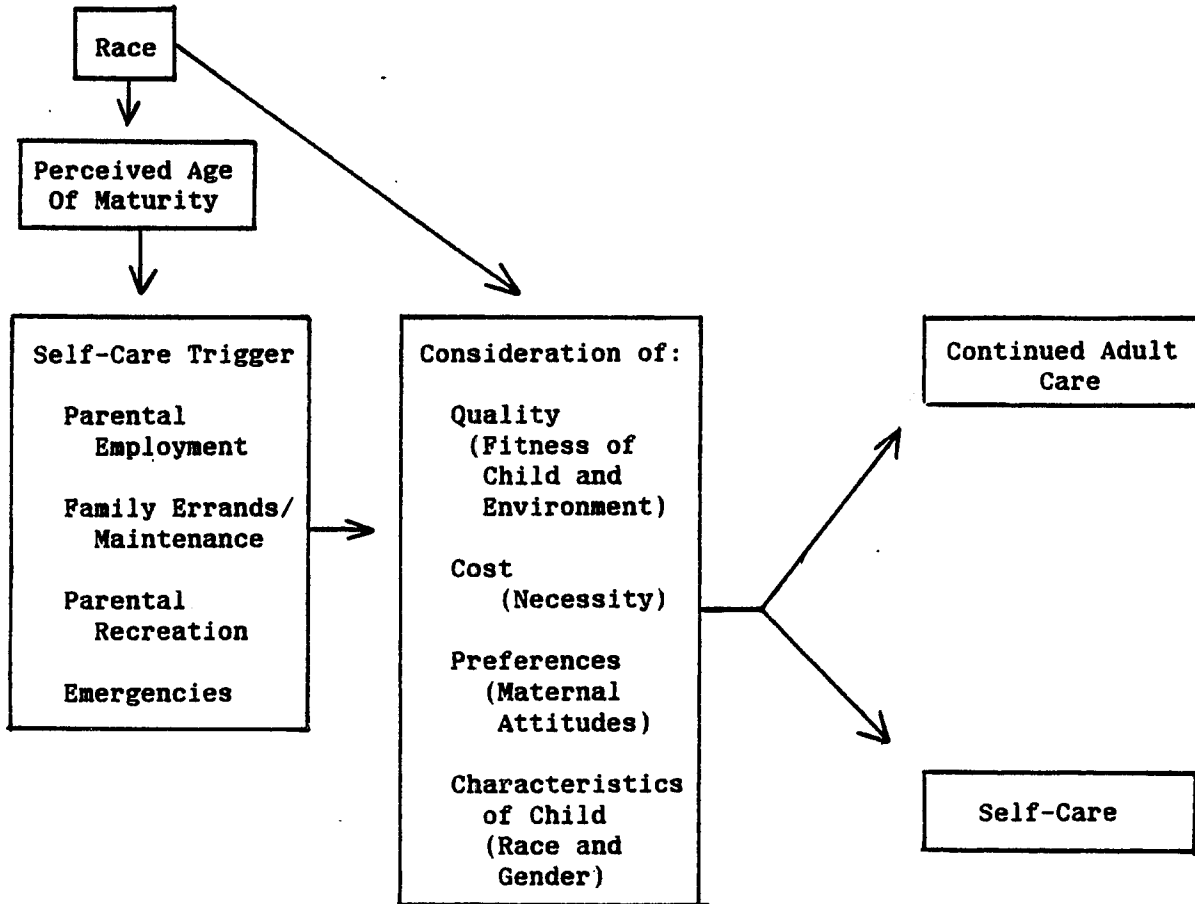 Race
Perceived Age
Of Maturity
Self-Care Trigger
Parental
Employment
Family Errands/
Maintenance
Parental
Recreation
Emergencies
Consideration of:
Quality
(Fitness of
Child and
Environment)
Cost
(Necessity)
Preferences
(Maternal
Attitudes)
Characteristics
of Child
(Race and
Gender)
Continued Adult
Care
Self-Care